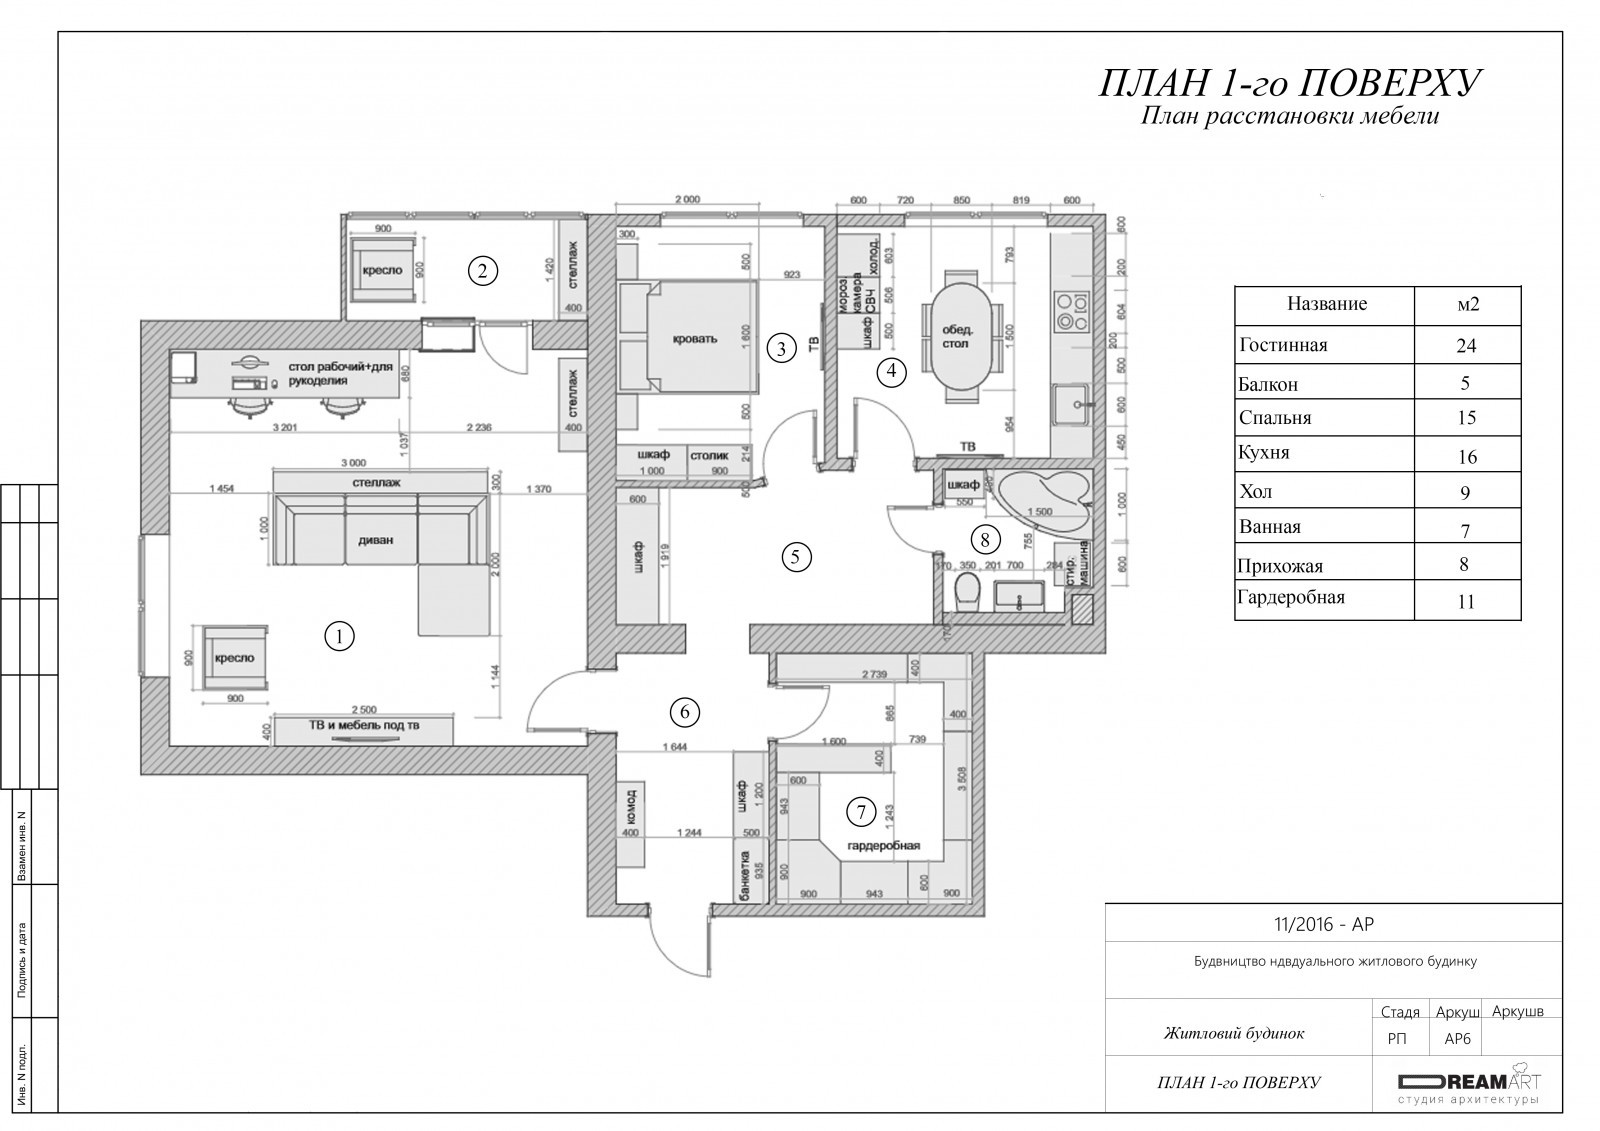 ПЛАН 1-го ПОВЕРХУ
План расстановки мебели
2 000
600 720 850 819 600
900
кресло
900
2
1 420
стеллаж
400
300
500
923
кровать
1 600
3
ТВ
500
шкаф
столик
214
1 000
900
500
холод.
603
мороз камера
СВЧ
506
шкаф
500
4
793
обед.
стол
1 500
954
ТВ
600
200
604
200
500
600
450
стол рабочий+для
рукоделия
680
стеллаж
400
3 201
2 236
1 037
3 000
стеллаж
300
1 454
1 370
1 000
диван
2 000
1
кресло
900
900
1 144
2 500
ТВ и мебель под тв
400
600
шкаф
1 919
5
шкаф
400
550
1 500
1 000
8
755
170 350 201 700 284
стир.
машина
600
170
6
1 644
комод
400
1 244
шкаф
1 200
500
банкетка
935
2 739
400
865
400
1 600
739
400
600
943
7
1 243
3 508
гардеробная
900
600
900
943
900
Название м2
Гостинная 24
Балкон 5
Спальня 15
Кухня 16
Хол 9
Ванная 7
Прихожая 8
Гардеробная 11
Взамен инв. N
Подпись и дата
Инв. N подл.
11/2016 - АР
Будвництво ндвдуального житлового будинку
Стадя Аркуш Аркушв
Житловий будинок
РП АР6
ПЛАН 1-го ПОВЕРХУ
DREAMART
студия архитектуры